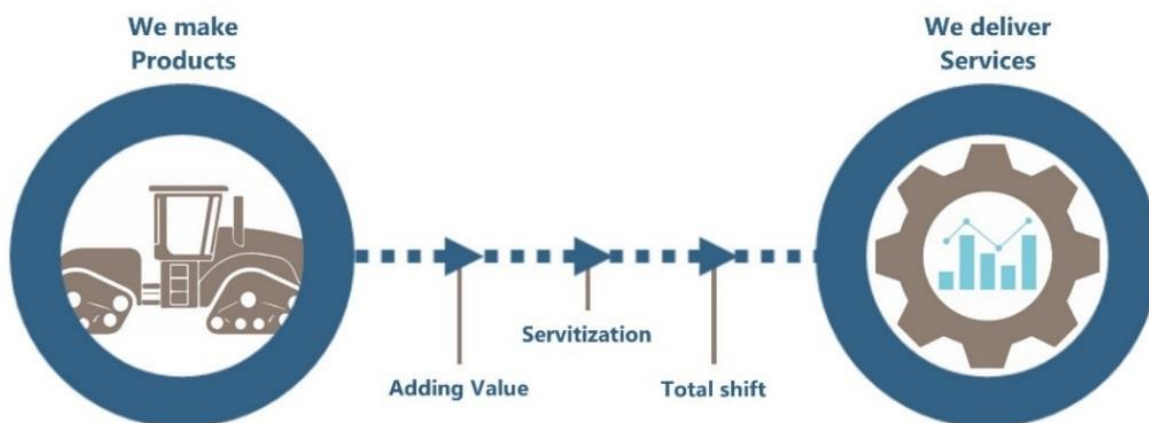 We make
Products
We deliver
Services
Servitization
Adding Value
Total shift